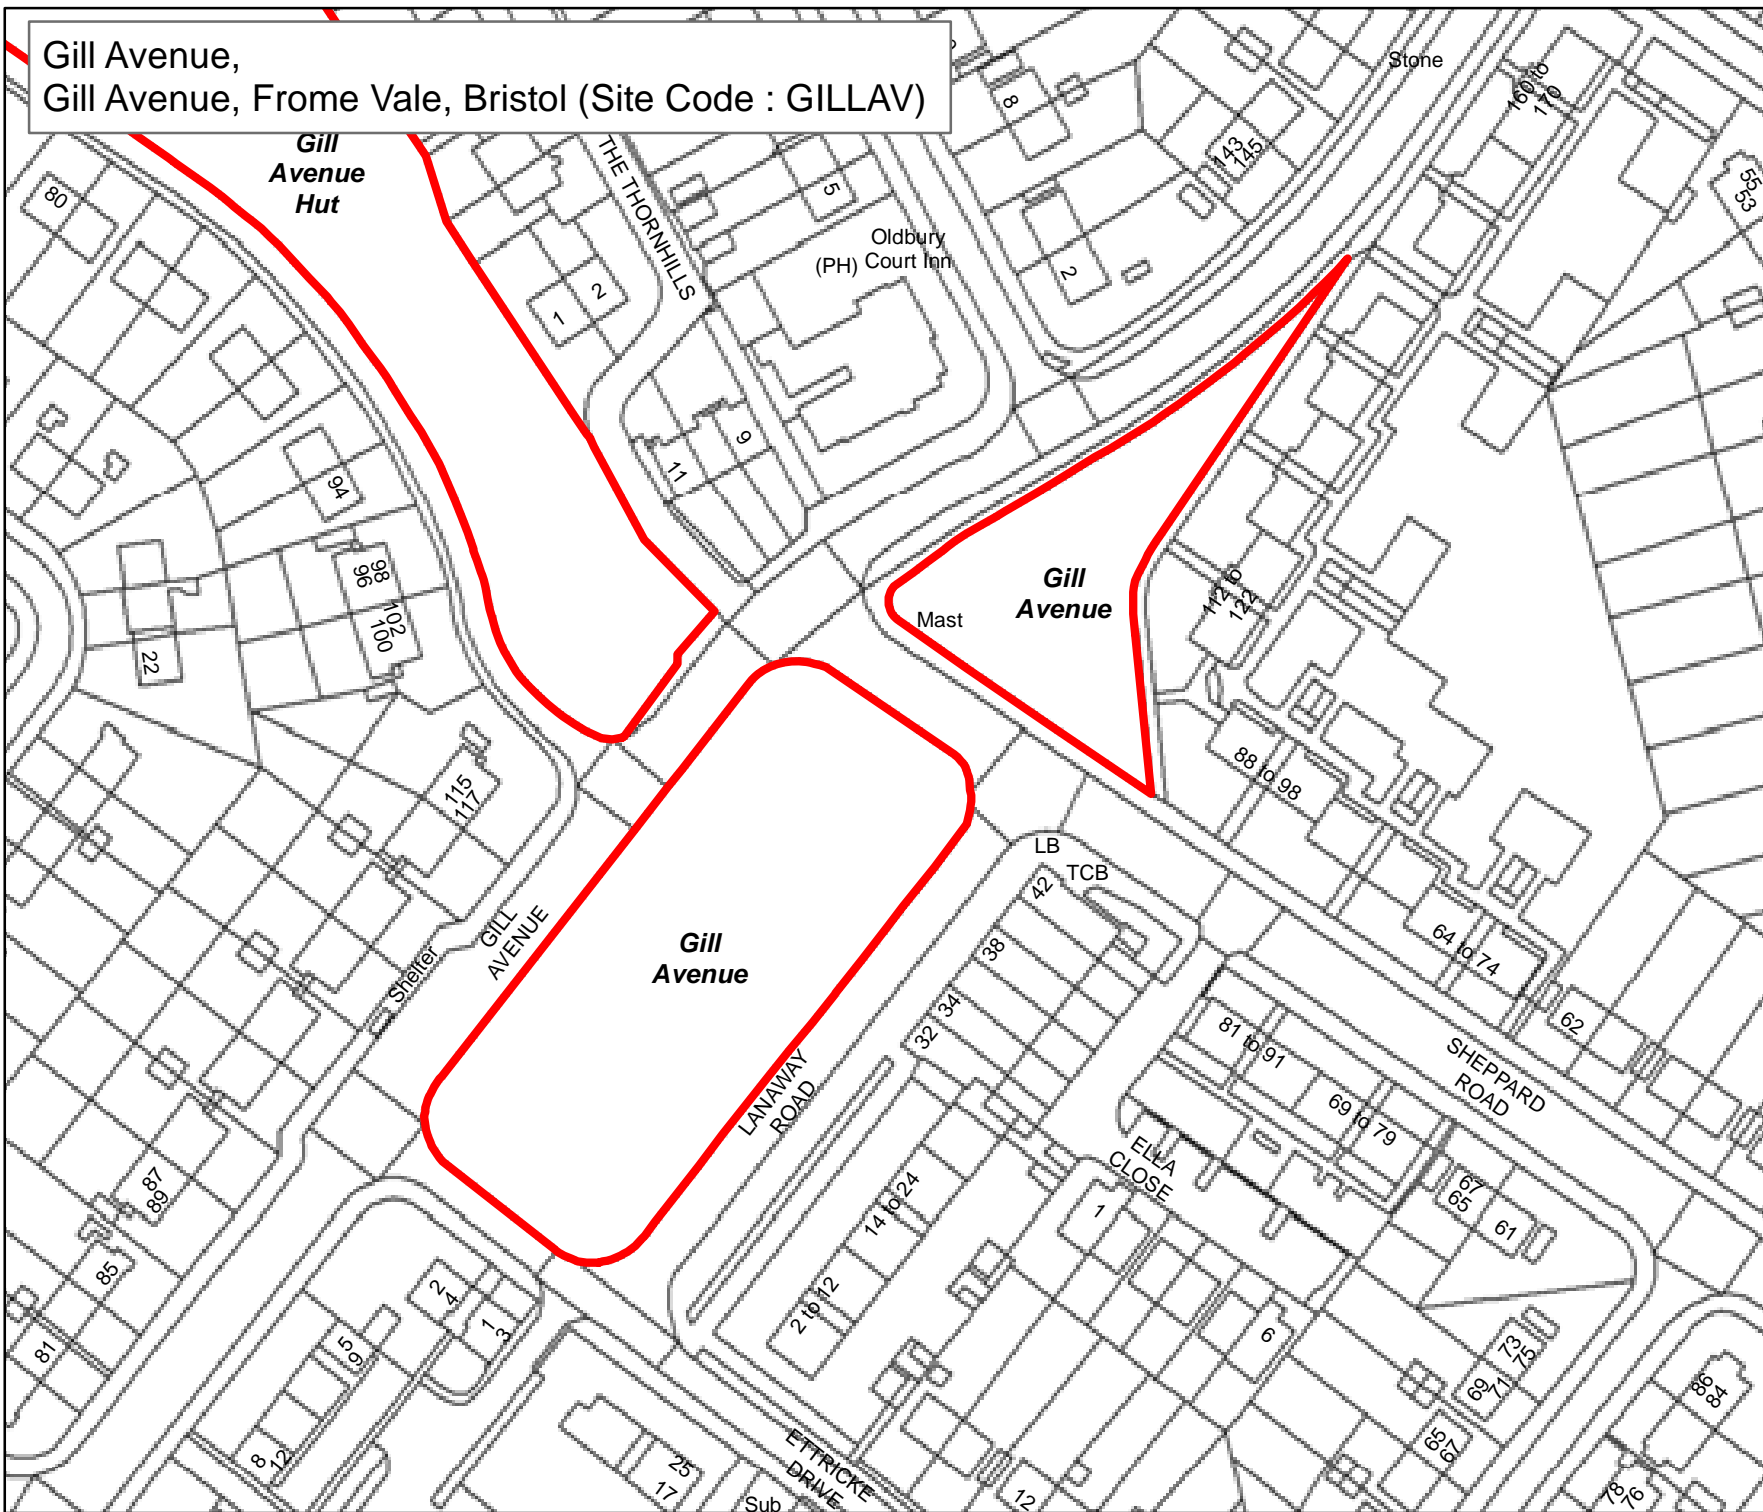 Gill Avenue,
Gill Avenue, Frome Vale, Bristol (Site Code : GILLAV)
Stone
160 to
170
8
143
145
55
53
Gill
Avenue
Hut
80
THE THORNHILLS
5
Oldbury
(PH) Court Inn
2
2
1
9
11
94
98
96
102
100
22
Gill
Avenue
Mast
112 to
122
88 to 98
115
117
LB
TCB
42
38
34
32
64 to 74
62
GILL
AVENUE
Shelter
Gill
Avenue
LANAWAY
ROAD
81 to 91
69 to 79
SHEPPARD
ROAD
ELLA
CLOSE
1
67
65
61
87
89
85
81
14 to 24
2 to 12
2
4
1
3
5
9
8
12
6
73
75
69
71
65
67
86
84
78
76
25
17
ETTRICKE
DRIVE
Sub
12